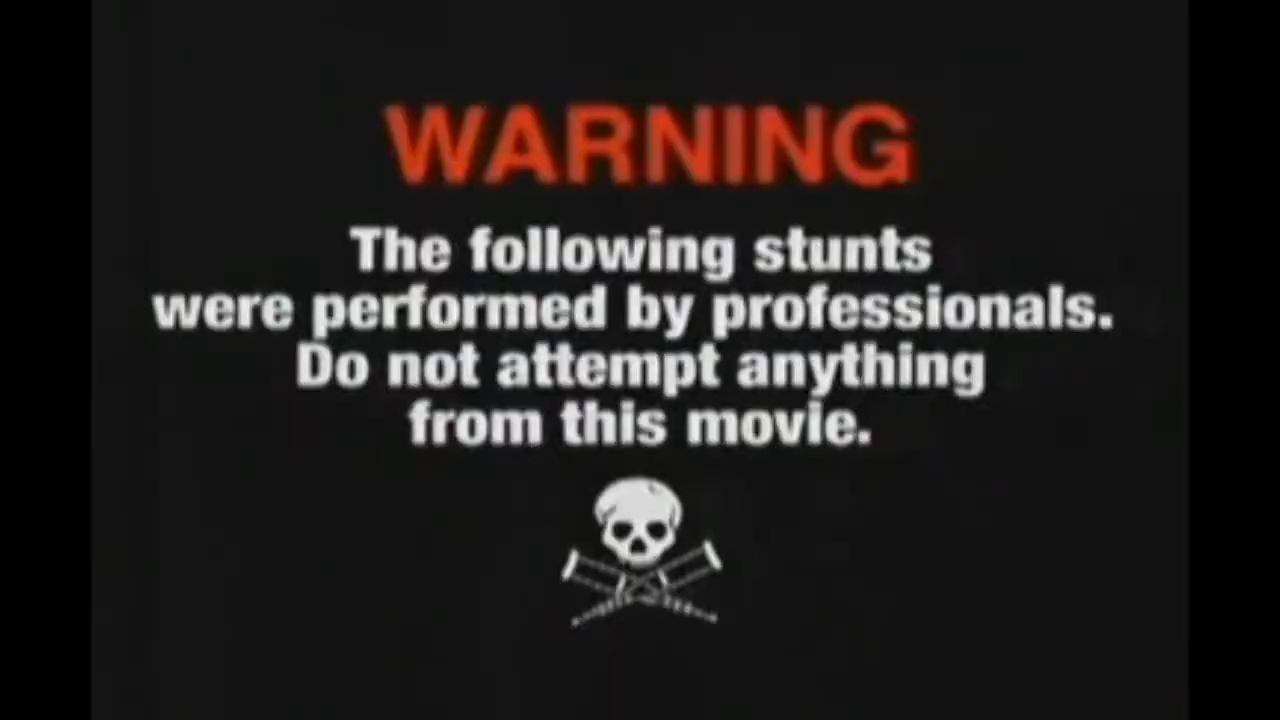 WARNING
The following stunts
were performed by professionals.
Do not attempt anything
from this movie.